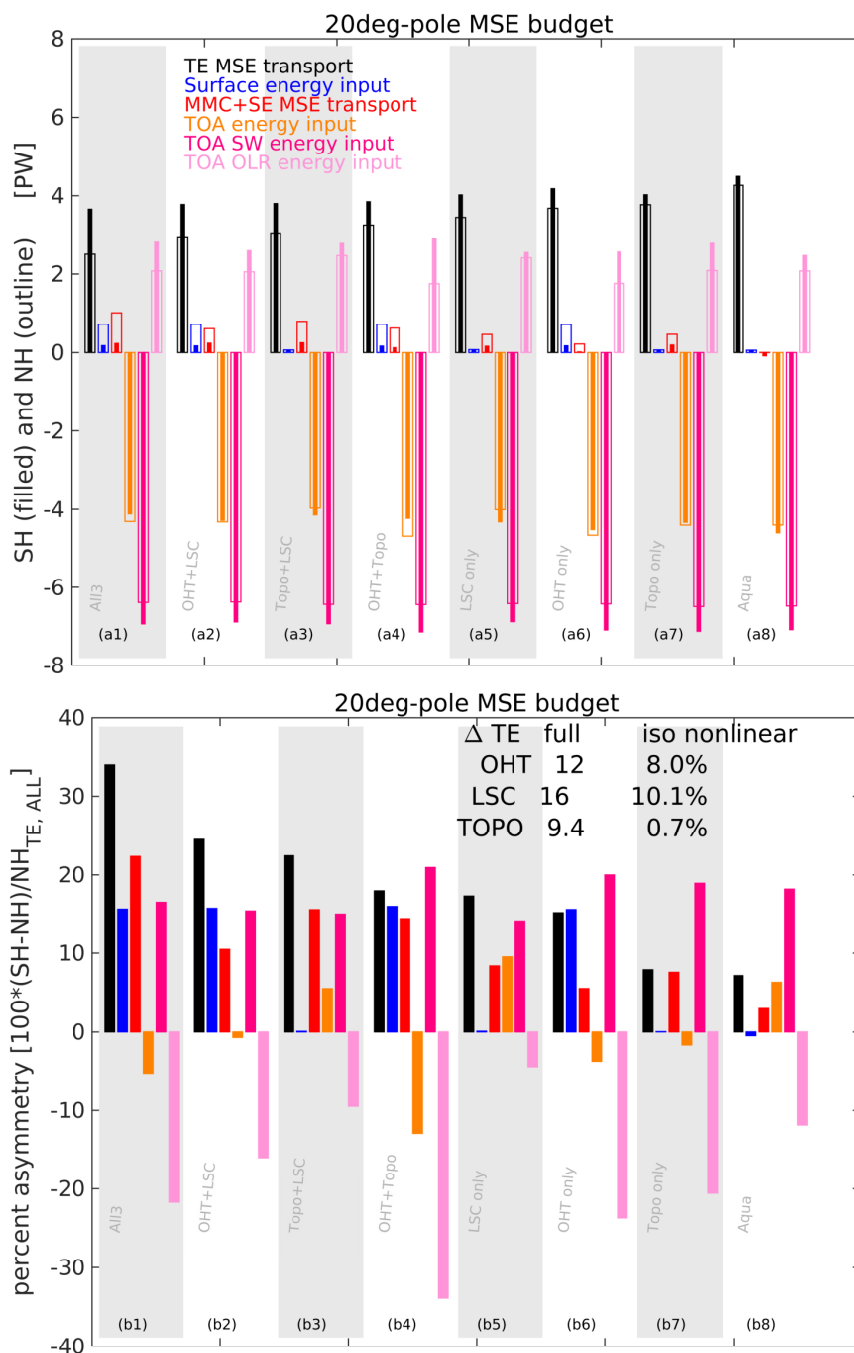 20deg-pole MSE budget
SH (filled) and NH (outline) [PW]
8
6
4
2
0
-2
-4
-6
-8
TE MSE transport
Surface energy input
MMC+SE MSE transport
TOA energy input
TOA SW energy input
TOA OLR energy input
All3
OHT+LSC
Topo+LSC
OHT+Topo
LSC only
OHT only
Topo only
Aqua
(a1) (a2) (a3) (a4) (a5) (a6) (a7) (a8)
20deg-pole MSE budget
percent asymmetry [100*(SH-NH)/NH_TE, ALL]
40
30
20
10
0
-10
-20
-30
-40
Δ TE full iso nonlinear
OHT 12 8.0%
LSC 16 10.1%
TOPO 9.4 0.7%
All3
OHT+LSC
Topo+LSC
OHT+Topo
LSC only
OHT only
Topo only
Aqua
(b1) (b2) (b3) (b4) (b5) (b6) (b7) (b8)